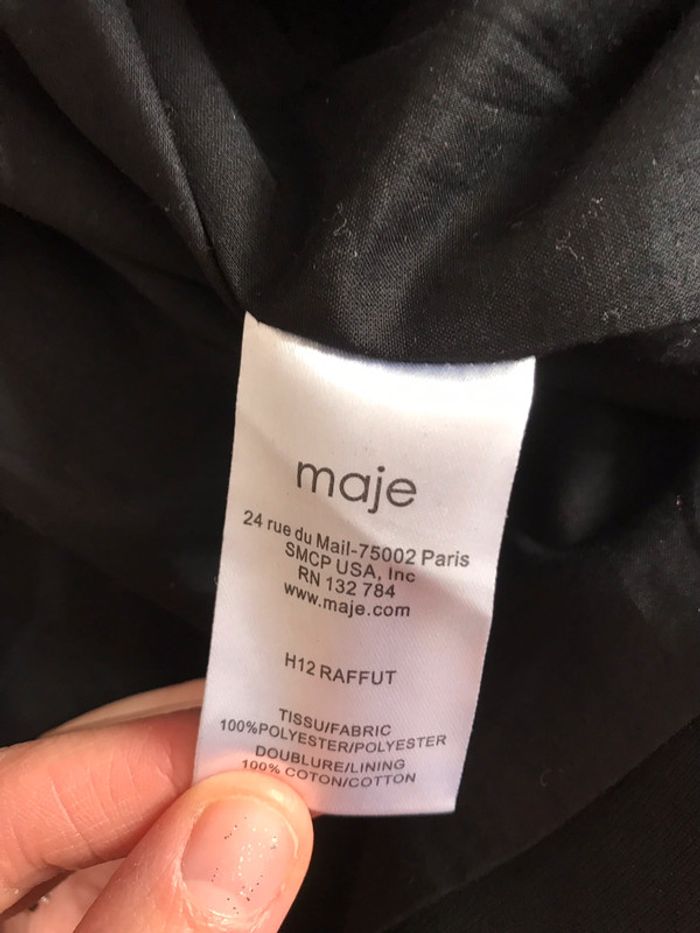 maje
24 rue du Mail-75002 Paris
SMCP USA, Inc
RN 132 784
www.maje.com
H12 RAFFUT
TISSU/FABRIC
100%POLYESTER/POLYESTER
DOUBLURE/LINING
100% COTON/COTTON